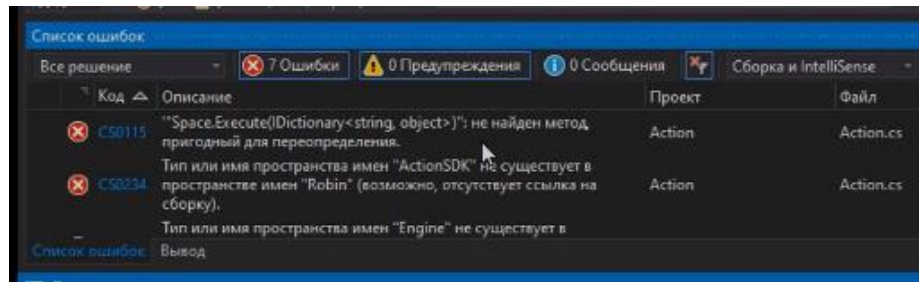 Список ошибок
Все решение 7 Ошибки 0 Предупреждения 0 Сообщения Сборка и IntelliSense
Код Описание Проект Файл
CS0115 '"Space.Execute(IDictionary<string, object>)": не найден метод, пригодный для переопределения. Action Action.cs
CS0234 Тип или имя пространства имен "ActionSDK" не существует в пространстве имен "Robin" (возможно, отсутствует ссылка на сборку). Action Action.cs
Тип или имя пространства имен "Engine" не существует в
Список ошибок Вывод